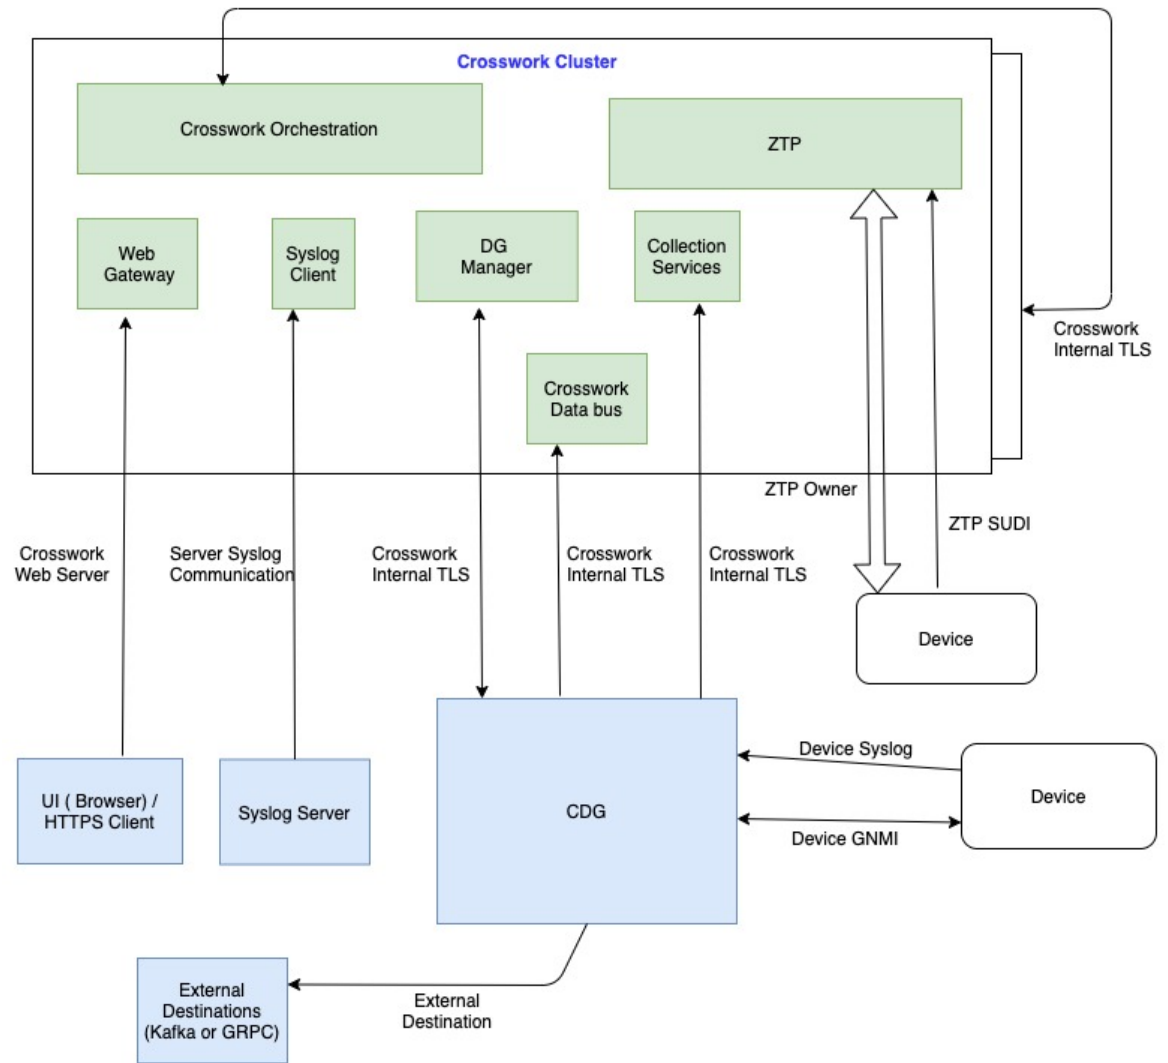 Crosswork Cluster
Crosswork Orchestration
ZTP
Web
Gateway
Syslog
Client
DG
Manager
Collection
Services
Crosswork
Internal TLS
Crosswork
Data bus
ZTP Owner
ZTP SUDI
Crosswork
Web Server
Server Syslog
Communication
Crosswork
Internal TLS
Crosswork
Internal TLS
Crosswork
Internal TLS
Device
UI ( Browser) /
HTTPS Client
Syslog Server
CDG
Device Syslog
Device GNMI
Device
External
Destinations
(Kafka or GRPC)
External
Destination